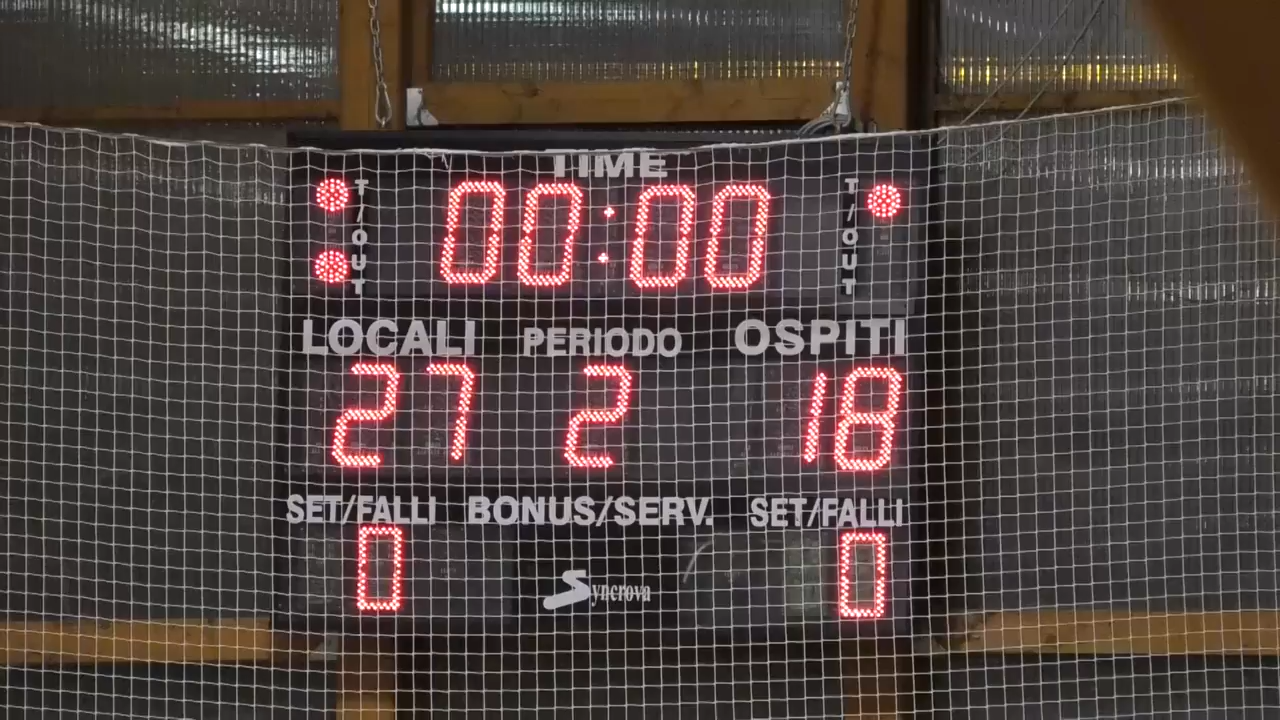 TIME
T/OUT 00:00 T/OUT
LOCALI PERIODO OSPITI
27 2 18
SET/FALLI BONUS/SERV. SET/FALLI
0 0
Syncrova